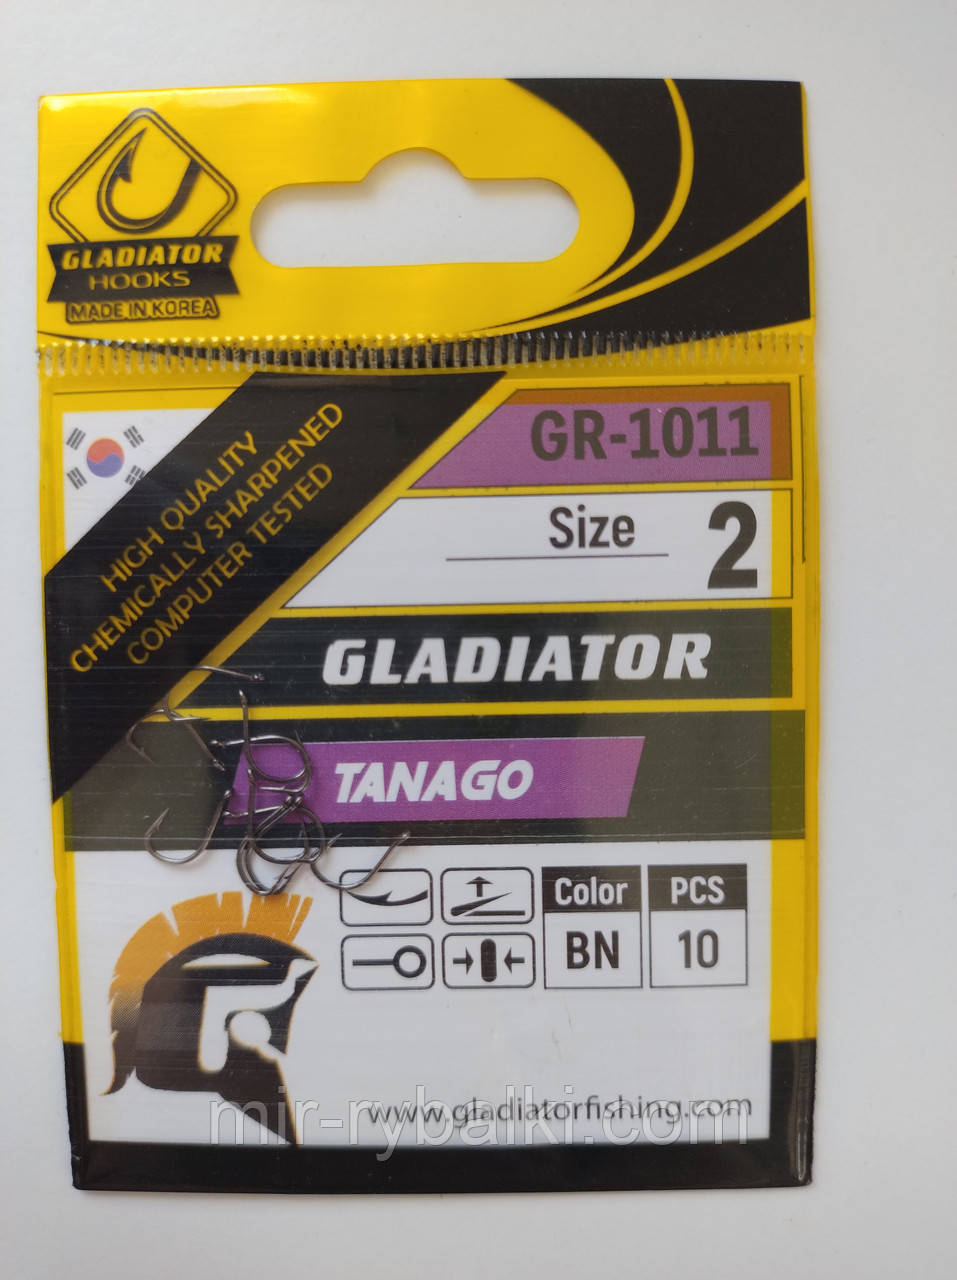 GLADIATOR
HOOKS
MADE IN KOREA
HIGH QUALITY
CHEMICALLY SHARPENED
COMPUTER TESTED
GR-1011
Size 2
GLADIATOR
TANAGO
Color PCS
BN 10
www.gladiatorfishing.com
mir-rybalki.com